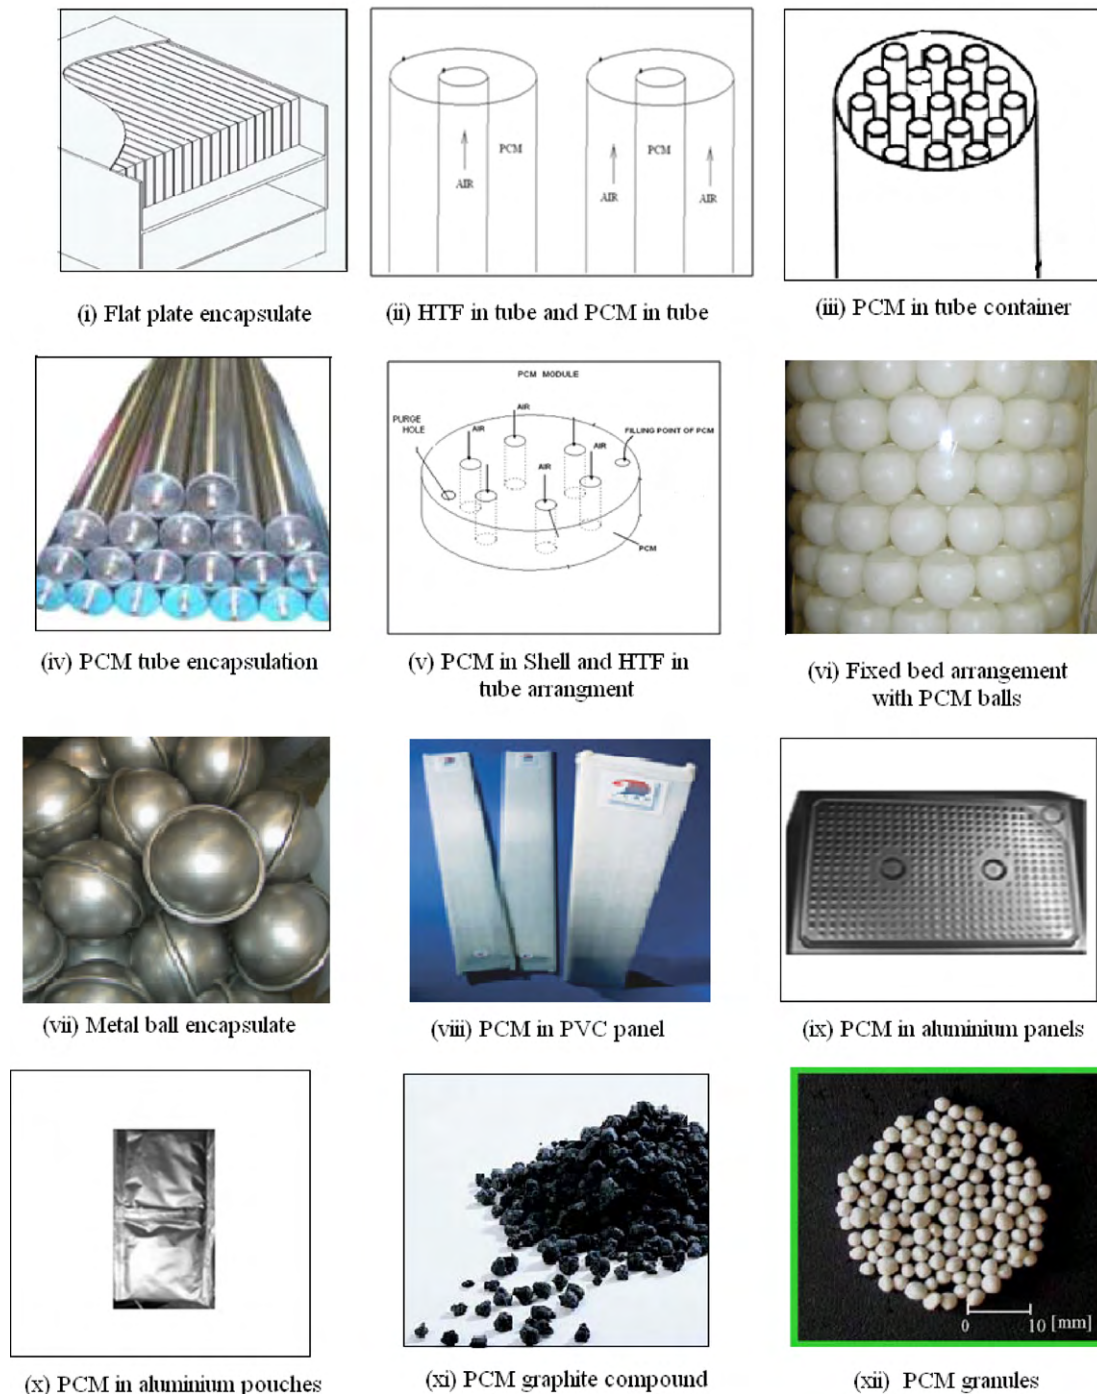 AIR
PCM
AIR
PCM
AIR
(i) Flat plate encapsulate
(ii) HTF in tube and PCM in tube
(iii) PCM in tube container
PCM MODULE
PURGE
HOLE
AIR
AIR
AIR
AIR
FILLING POINT OF PCM
PCM
(iv) PCM tube encapsulation
(v) PCM in Shell and HTF in
tube arrangment
(vi) Fixed bed arrangement
with PCM balls
(vii) Metal ball encapsulate
(viii) PCM in PVC panel
(ix) PCM in aluminium panels
0 10 [mm]
(x) PCM in aluminium pouches
(xi) PCM graphite compound
(xii) PCM granules